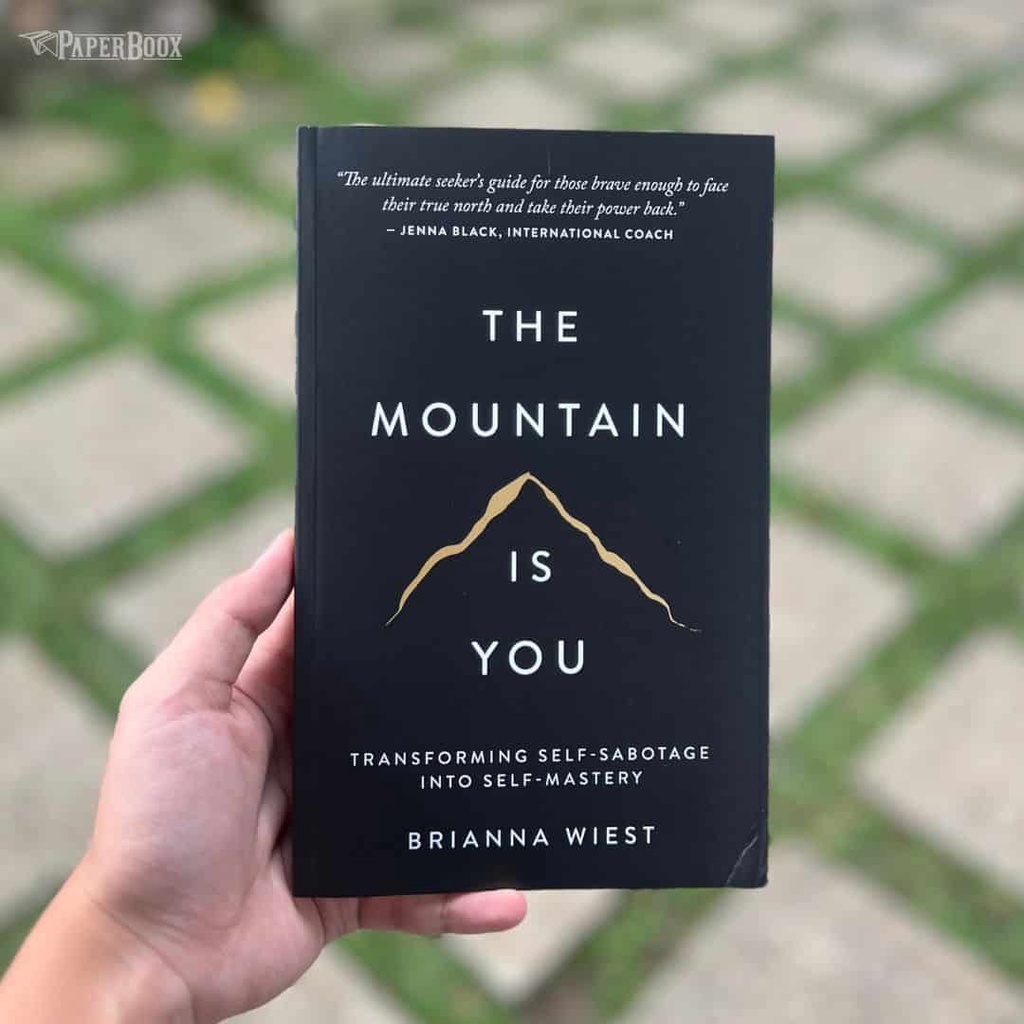 PAPERBOOX
“The ultimate seeker’s guide for those brave enough to face
their true north and take their power back.”
– JENNA BLACK, INTERNATIONAL COACH
THE
MOUNTAIN
IS
YOU
TRANSFORMING SELF-SABOTAGE
INTO SELF-MASTERY
BRIANNA WIEST